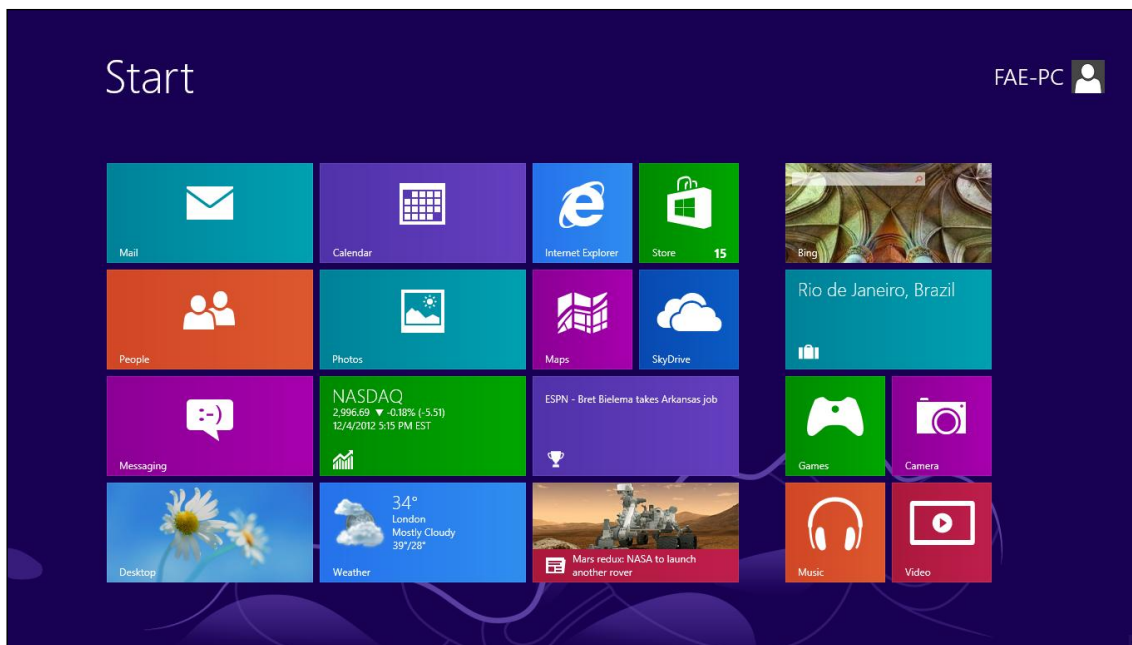 Start
FAE-PC
Mail
Calendar
Internet Explorer
Store
15
Bing
People
Photos
Maps
SkyDrive
Rio de Janeiro, Brazil
Messaging
NASDAQ
2,996.69 ▼ -0.18% (-5.51)
12/4/2012 5:15 PM EST
ESPN - Bret Bielema takes Arkansas job
Games
Camera
Desktop
34°
London
Mostly Cloudy
39°/28°
Weather
Mars redux: NASA to launch
another rover
Music
Video